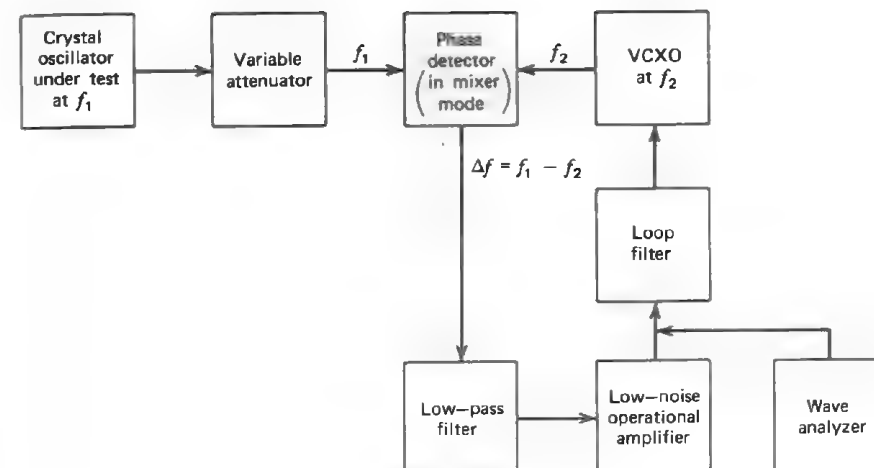 Crystal
oscillator
under test
at f₁
Variable
attenuator
f₁
Phase
detector
(in mixer
mode)
f₂
VCXO
at f₂
Δf = f₁ − f₂
Loop
filter
Low–pass
filter
Low–noise
operational
amplifier
Wave
analyzer